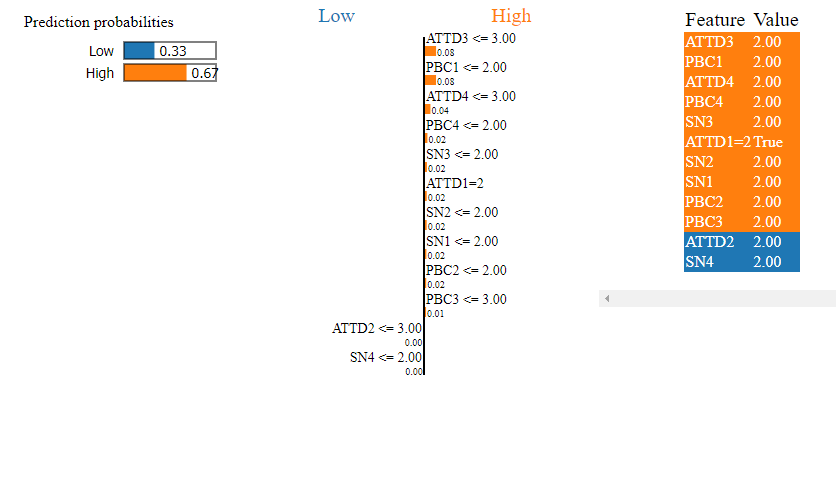 Prediction probabilities
Low 0.33
High 0.67
Low High
ATTD3 <= 3.00
0.08
PBC1 <= 2.00
0.08
ATTD4 <= 3.00
0.04
PBC4 <= 2.00
0.02
SN3 <= 2.00
0.02
ATTD1=2
0.02
SN2 <= 2.00
0.02
SN1 <= 2.00
0.02
PBC2 <= 2.00
0.02
PBC3 <= 3.00
0.01
ATTD2 <= 3.00
0.00
SN4 <= 2.00
0.00
Feature Value
ATTD3 2.00
PBC1 2.00
ATTD4 2.00
PBC4 2.00
SN3 2.00
ATTD1=2 True
SN2 2.00
SN1 2.00
PBC2 2.00
PBC3 2.00
ATTD2 2.00
SN4 2.00